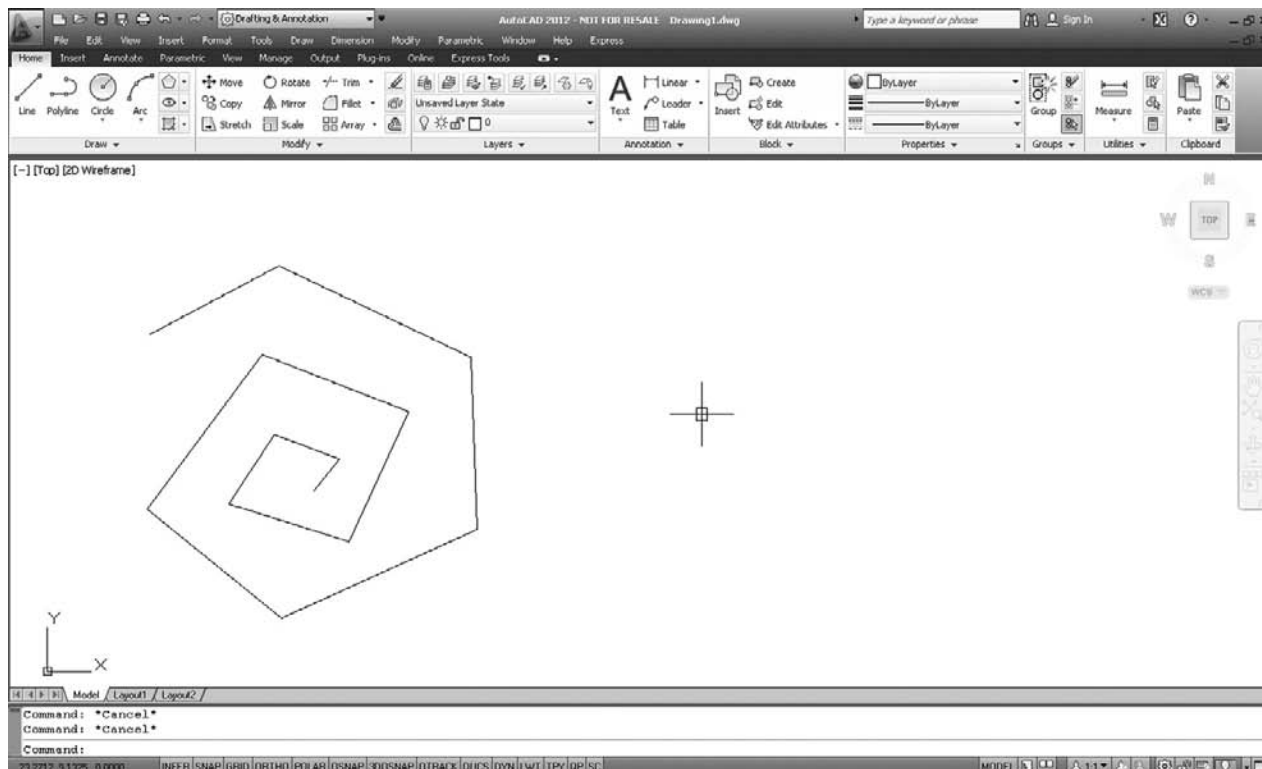 Drafting & Annotation
AutoCAD 2012 - NOT FOR RESALE Drawing1.dwg
Type a keyword or phrase
Sign In
File Edit View Insert Format Tools Draw Dimension Modify Parametric Window Help Express
Home Insert Annotate Parametric View Manage Output Plug-ins Online Express Tools
Line Polyline Circle Arc
Move Rotate Trim
Copy Mirror Fillet
Stretch Scale Array
Unsaved Layer State
0
Text
Linear
Leader
Table
Insert
Create
Edit
Edit Attributes
ByLayer
ByLayer
ByLayer
Group
Measure
Paste
Draw Modify Layers Annotation Block Properties Groups Utilities Clipboard
[-] [Top] [2D Wireframe]
N
W TOP E
S
WCS
Y
X
Model Layout1 Layout2
Command: *Cancel*
Command: *Cancel*
Command:
INFER SNAP GRID ORTHO POLAR OSNAP 3DOSNAP OTRACK DUCS DYN LWT TPY QP SC
MODEL 1:1